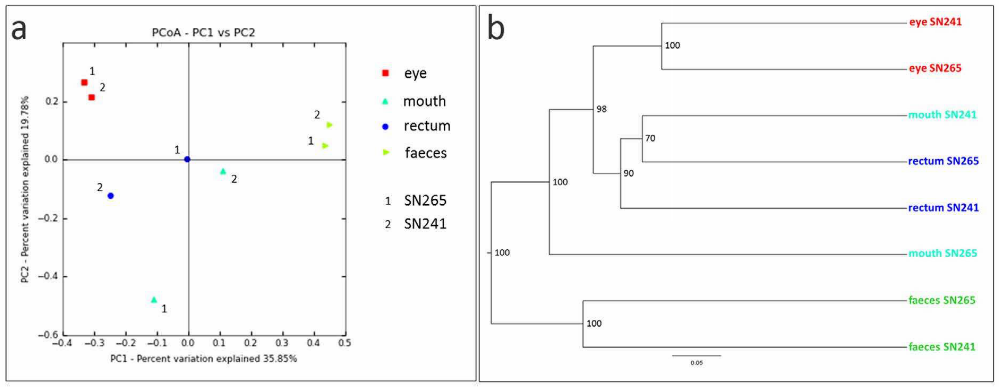 a
PCoA - PC1 vs PC2
PC2 - Percent variation explained 19.78%
0.2
0.0
−0.2
−0.4
−0.6
−0.4 −0.3 −0.2 −0.1 0.0 0.1 0.2 0.3 0.4 0.5
PC1 - Percent variation explained 35.85%
1
2
2
1
1
2
2
1
eye
mouth
rectum
faeces
1 SN265
2 SN241
b
eye SN241
100
eye SN265
98
mouth SN241
70
rectum SN265
90
rectum SN241
100
mouth SN265
100
faeces SN265
100
faeces SN241
0.05